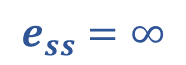 e_ss = ∞